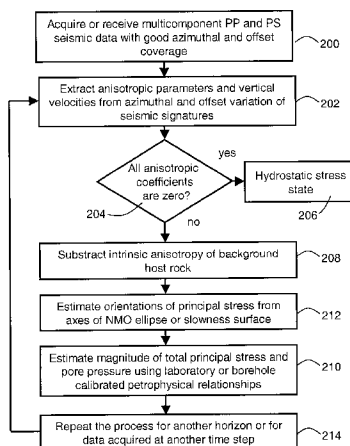 Acquire or receive multicomponent PP and PS
seismic data with good azimuthal and offset
coverage
200
Extract anisotropic parameters and vertical
velocities from azimuthal and offset variation of
seismic signatures
202
All anisotropic
coefficients
are zero?
204
yes
Hydrostatic stress
state
206
no
Substract intrinsic anisotropy of background
host rock
208
Estimate orientations of principal stress from
axes of NMO ellipse or slowness surface
212
Estimate magnitude of total principal stress and
pore pressure using laboratory or borehole
calibrated petrophysical relationships
210
Repeat the process for another horizon or for
data acquired at another time step
214